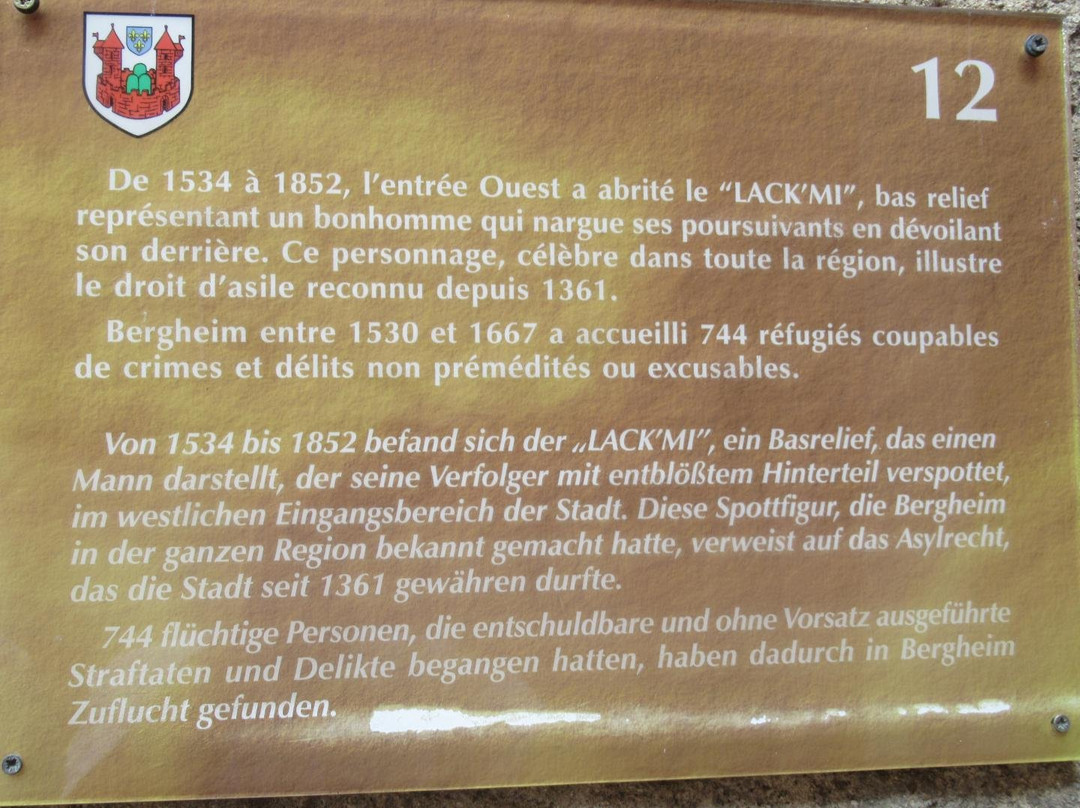 12
De 1534 à 1852, l'entrée Ouest a abrité le "LACK'MI", bas relief
représentant un bonhomme qui nargue ses poursuivants en dévoilant
son derrière. Ce personnage, célèbre dans toute la région, illustre
le droit d'asile reconnu depuis 1361.
Bergheim entre 1530 et 1667 a accueilli 744 réfugiés coupables
de crimes et délits non prémédités ou excusables.
Von 1534 bis 1852 befand sich der „LACK'MI”, ein Basrelief, das einen
Mann darstellt, der seine Verfolger mit entblößtem Hinterteil verspottet,
im westlichen Eingangsbereich der Stadt. Diese Spottfigur, die Bergheim
in der ganzen Region bekannt gemacht hatte, verweist auf das Asylrecht,
das die Stadt seit 1361 gewähren durfte.
744 flüchtige Personen, die entschuldbare und ohne Vorsatz ausgeführte
Straftaten und Delikte begangen hatten, haben dadurch in Bergheim
Zuflucht gefunden.